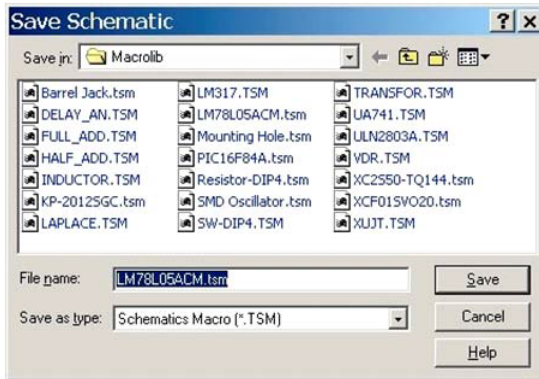 Save Schematic
Save in: Macrolib
Barrel Jack.tsm LM317.TSM TRANSFOR.TSM
DELAY_AN.TSM LM78L05ACM.tsm UA741.TSM
FULL_ADD.TSM Mounting Hole.tsm ULN2803A.TSM
HALF_ADD.TSM PIC16F84A.tsm VDR.TSM
INDUCTOR.TSM Resistor-DIP4.tsm XC2S50-TQ144.tsm
KP-2012SGC.tsm SMD Oscillator.tsm XCF01SVO20.tsm
LAPLACE.TSM SW-DIP4.TSM XUJT.TSM
File name: LM78L05ACM.tsm Save
Save as type: Schematics Macro (*.TSM) Cancel
Help